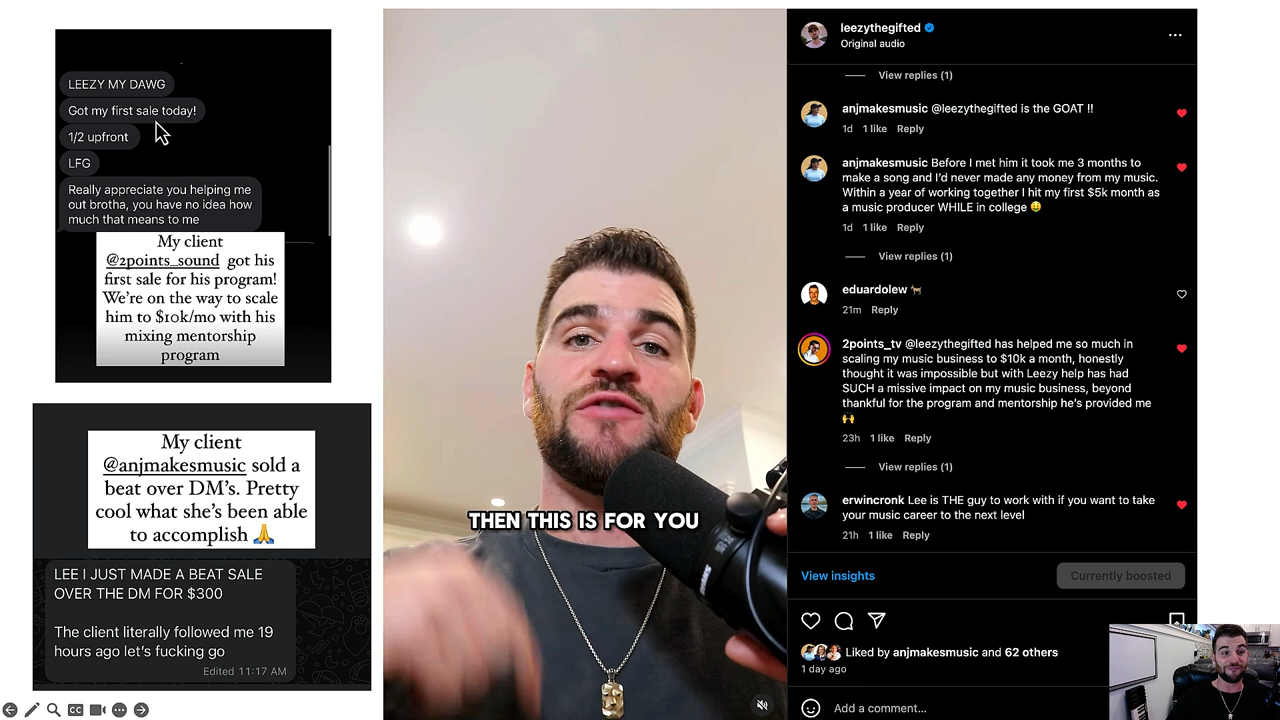 LEEZY MY DAWG
Got my first sale today!
1/2 upfront
LFG
Really appreciate you helping me
out brotha, you have no idea how
much that means to me
My client
@2points_sound got his
first sale for his program!
We're on the way to scale
him to $10k/mo with his
mixing mentorship
program
My client
@anjmakesmusic sold a
beat over DM's. Pretty
cool what she's been able
to accomplish 🙏
LEE I JUST MADE A BEAT SALE
OVER THE DM FOR $300
The client literally followed me 19
hours ago let's fucking go
Edited 11:17 AM
THEN THIS IS FOR YOU
leezythegifted
Original audio
View replies (1)
anjmakesmusic @leezythegifted is the GOAT !!
1d 1 like Reply
anjmakesmusic Before I met him it took me 3 months to
make a song and I'd never made any money from my music.
Within a year of working together I hit my first $5k month as
a music producer WHILE in college 🤑
1d 1 like Reply
View replies (1)
eduardolew 🐐
21m Reply
2points_tv @leezythegifted has helped me so much in
scaling my music business to $10k a month, honestly
thought it was impossible but with Leezy help has had
SUCH a missive impact on my music business, beyond
thankful for the program and mentorship he's provided me
🙌
23h 1 like Reply
View replies (1)
erwincronk Lee is THE guy to work with if you want to take
your music career to the next level
21h 1 like Reply
View insights
Currently boosted
Liked by anjmakesmusic and 62 others
1 day ago
Add a comment...
CC